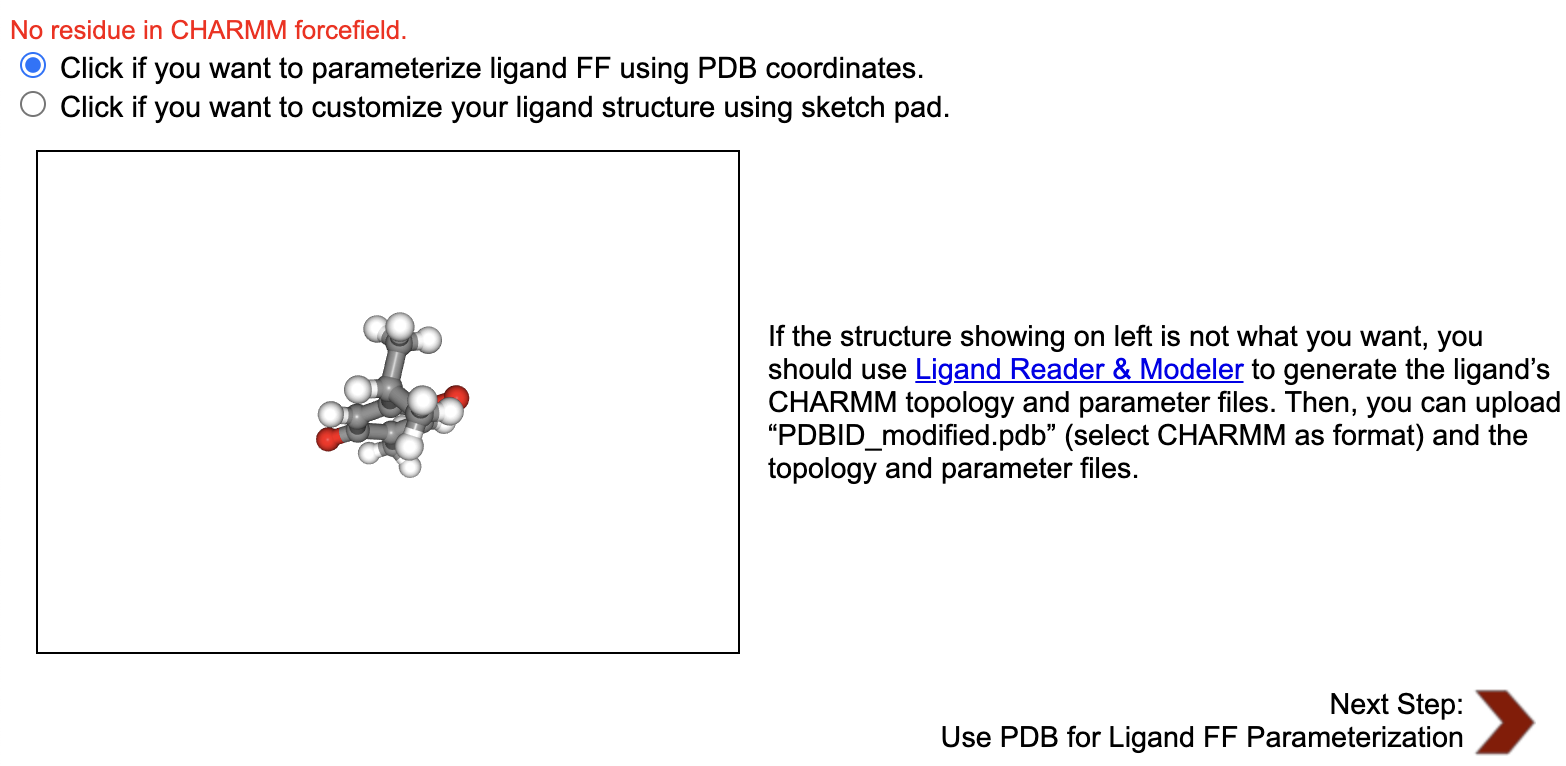 No residue in CHARMM forcefield.
Click if you want to parameterize ligand FF using PDB coordinates.
Click if you want to customize your ligand structure using sketch pad.
If the structure showing on left is not what you want, you
should use Ligand Reader & Modeler to generate the ligand’s
CHARMM topology and parameter files. Then, you can upload
“PDBID_modified.pdb” (select CHARMM as format) and the
topology and parameter files.
Next Step:
Use PDB for Ligand FF Parameterization